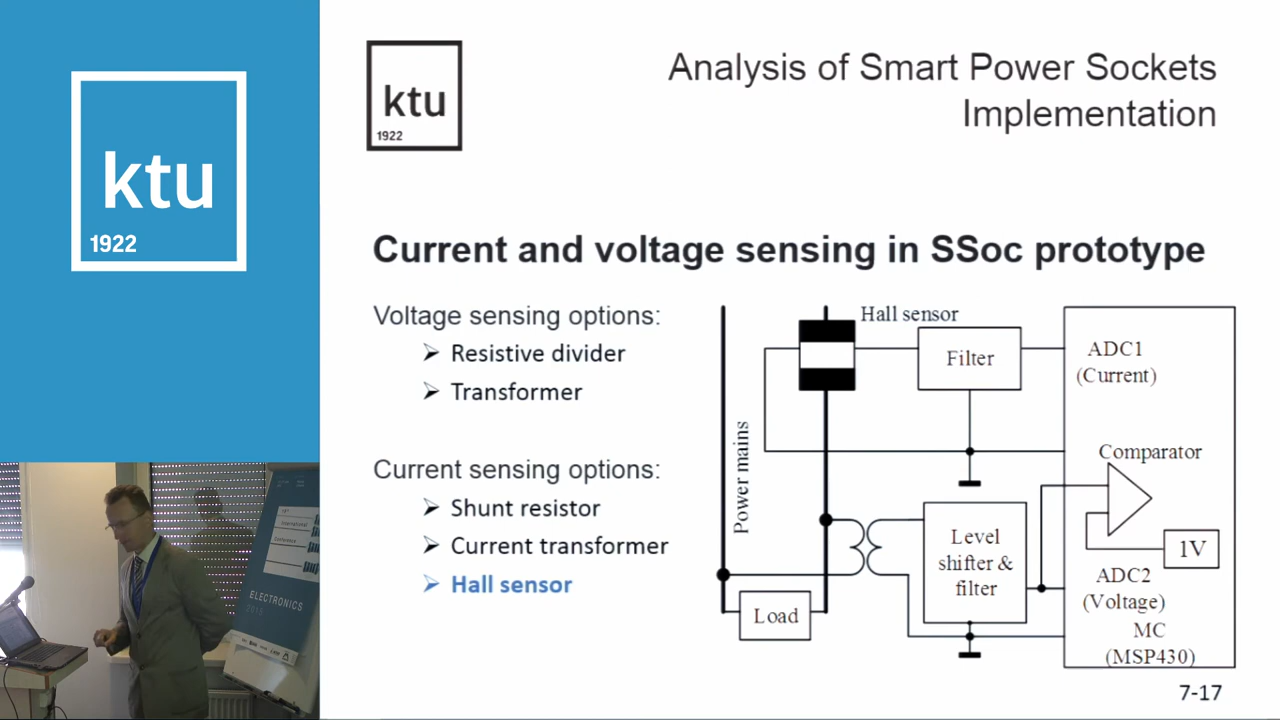 ktu
1922
ktu
1922
Analysis of Smart Power Sockets
Implementation
Current and voltage sensing in SSoc prototype
Voltage sensing options:
Resistive divider
Transformer
Current sensing options:
Shunt resistor
Current transformer
Hall sensor
Hall sensor
Filter
ADC1
(Current)
Power mains
Comparator
Level
shifter &
filter
1V
ADC2
(Voltage)
Load
MC
(MSP430)
7-17
International
Conference
ELECTRONICS